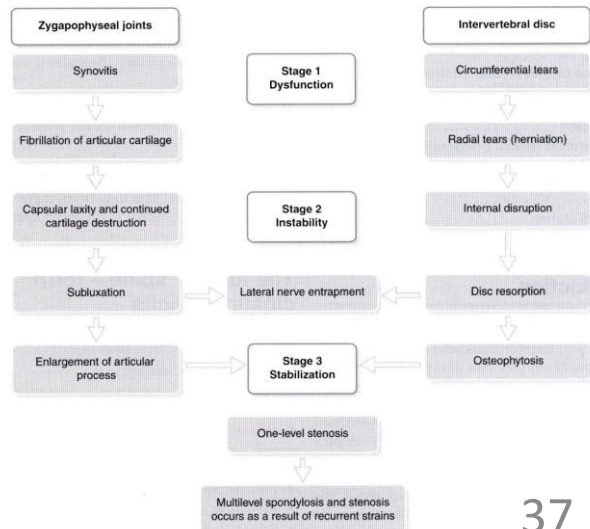 Zygapophyseal joints
Intervertebral disc
Synovitis
Stage 1
Dysfunction
Circumferential tears
Fibrillation of articular cartilage
Radial tears (herniation)
Capsular laxity and continued
cartilage destruction
Stage 2
Instability
Internal disruption
Subluxation
Lateral nerve entrapment
Disc resorption
Enlargement of articular
process
Stage 3
Stabilization
Osteophytosis
One-level stenosis
Multilevel spondylosis and stenosis
occurs as a result of recurrent strains
37